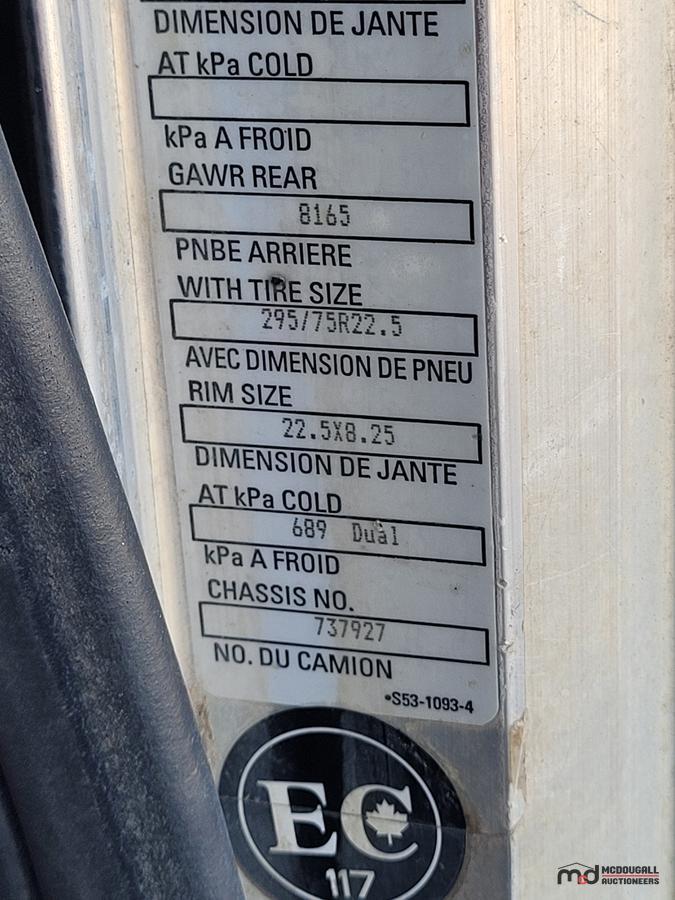 DIMENSION DE JANTE
AT kPa COLD
kPa A FROID
GAWR REAR
8165
PNBE ARRIERE
WITH TIRE SIZE
295/75R22.5
AVEC DIMENSION DE PNEU
RIM SIZE
22.5X8.25
DIMENSION DE JANTE
AT kPa COLD
689 Dual
kPa A FROID
CHASSIS NO.
737927
NO. DU CAMION
•S53-1093-4
EC
117
md MCDOUGALL
AUCTIONEERS